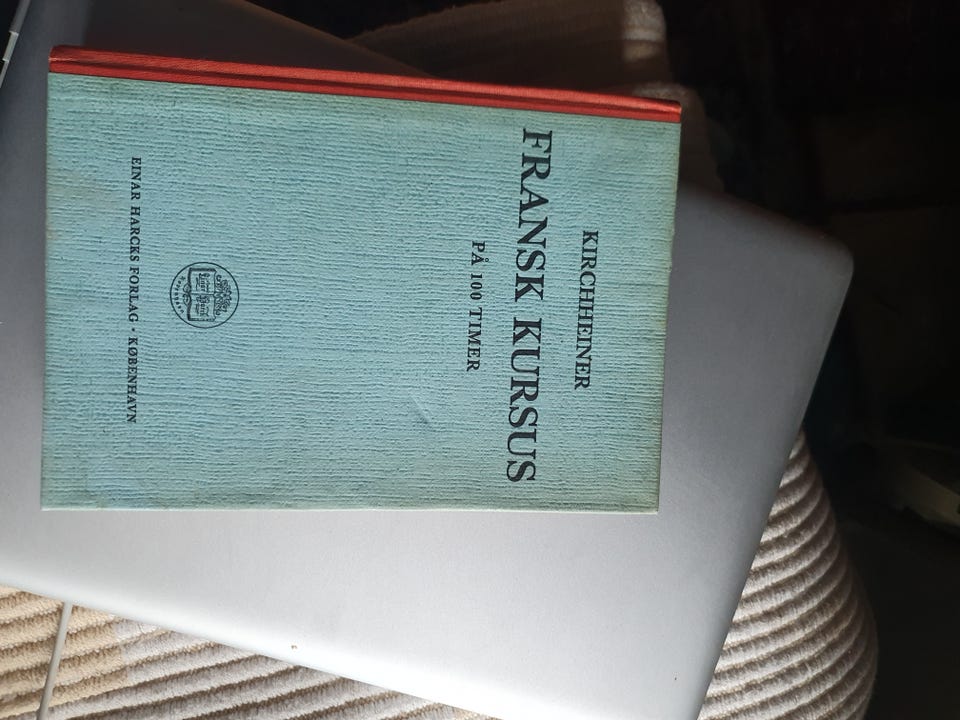 KIRCHHEINER
FRANSK KURSUS
PÅ 100 TIMER
EINAR HARCKS FORLAG · KØBENHAVN